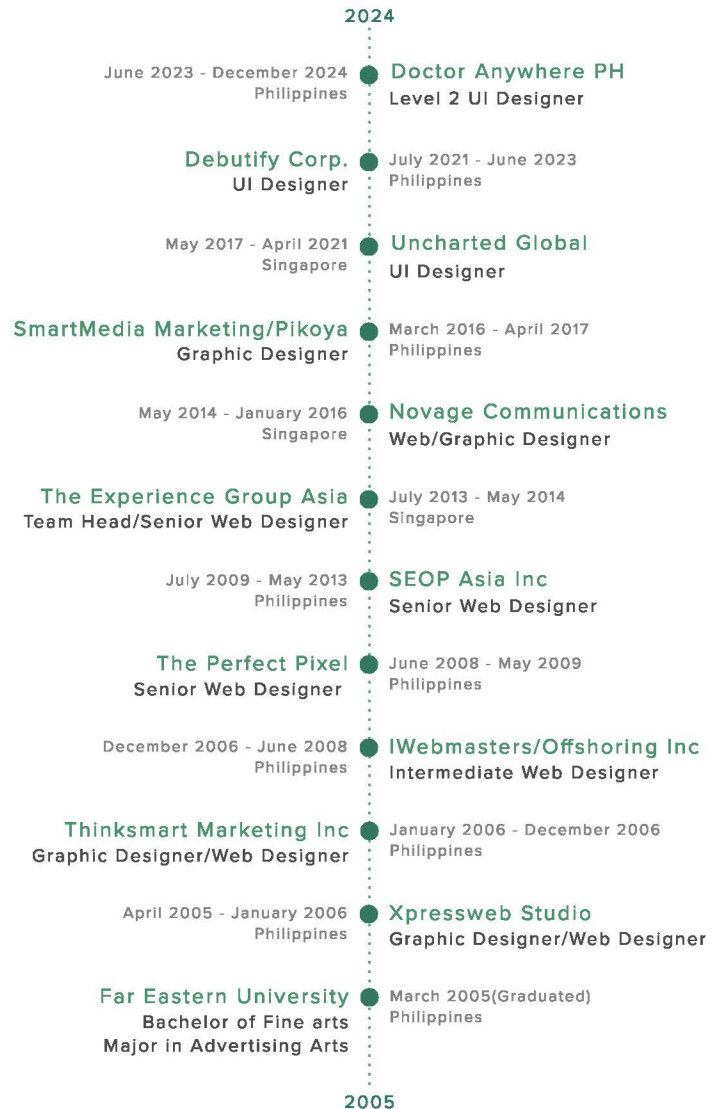 2024
Doctor Anywhere PH
Level 2 UI Designer
June 2023 - December 2024
Philippines
Debutify Corp.
UI Designer
July 2021 - June 2023
Philippines
Uncharted Global
UI Designer
May 2017 - April 2021
Singapore
SmartMedia Marketing/Pikoya
Graphic Designer
March 2016 - April 2017
Philippines
Novage Communications
Web/Graphic Designer
May 2014 - January 2016
Singapore
The Experience Group Asia
Team Head/Senior Web Designer
July 2013 - May 2014
Singapore
SEOP Asia Inc
Senior Web Designer
July 2009 - May 2013
Philippines
The Perfect Pixel
Senior Web Designer
June 2008 - May 2009
Philippines
IWebmasters/Offshoring Inc
Intermediate Web Designer
December 2006 - June 2008
Philippines
Thinksmart Marketing Inc
Graphic Designer/Web Designer
January 2006 - December 2006
Philippines
Xpressweb Studio
Graphic Designer/Web Designer
April 2005 - January 2006
Philippines
Far Eastern University
Bachelor of Fine arts
Major in Advertising Arts
March 2005(Graduated)
Philippines
2005